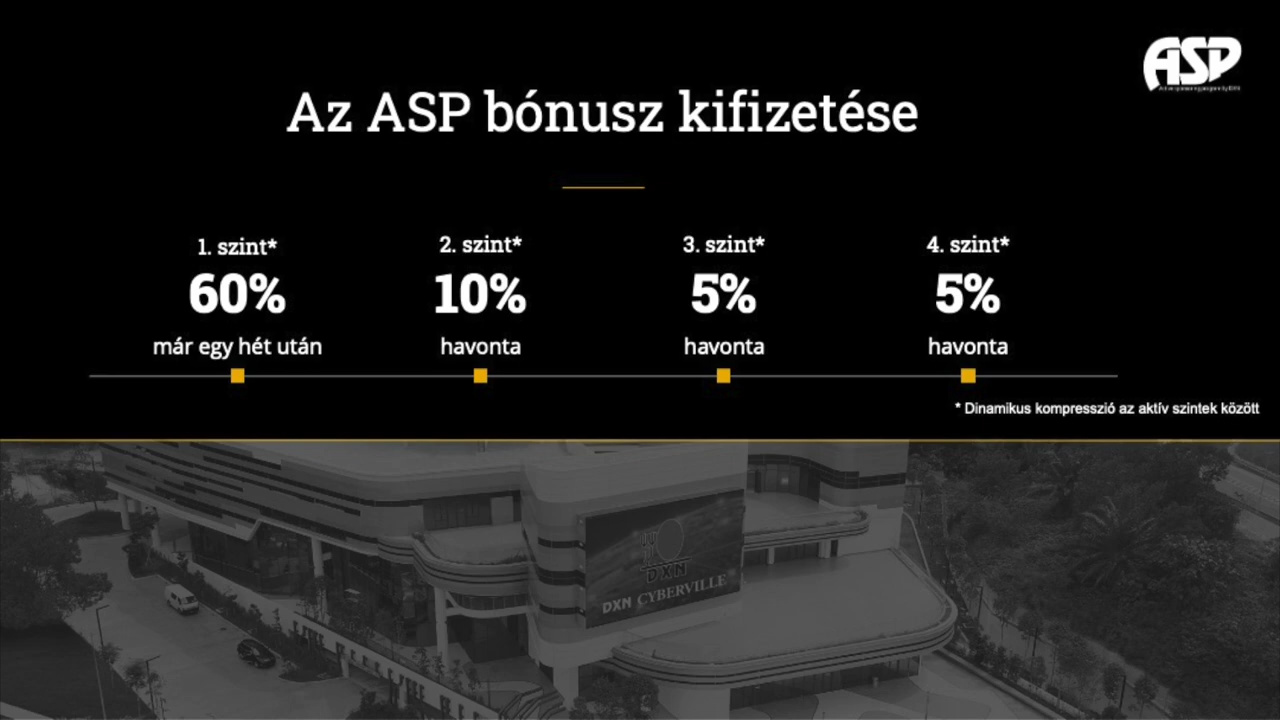 ASP
Az ASP bónusz kifizetése
1. szint*
60%
már egy hét után
2. szint*
10%
havonta
3. szint*
5%
havonta
4. szint*
5%
havonta
* Dinamikus kompresszió az aktív szintek között
DXN
DXN CYBERVILLE